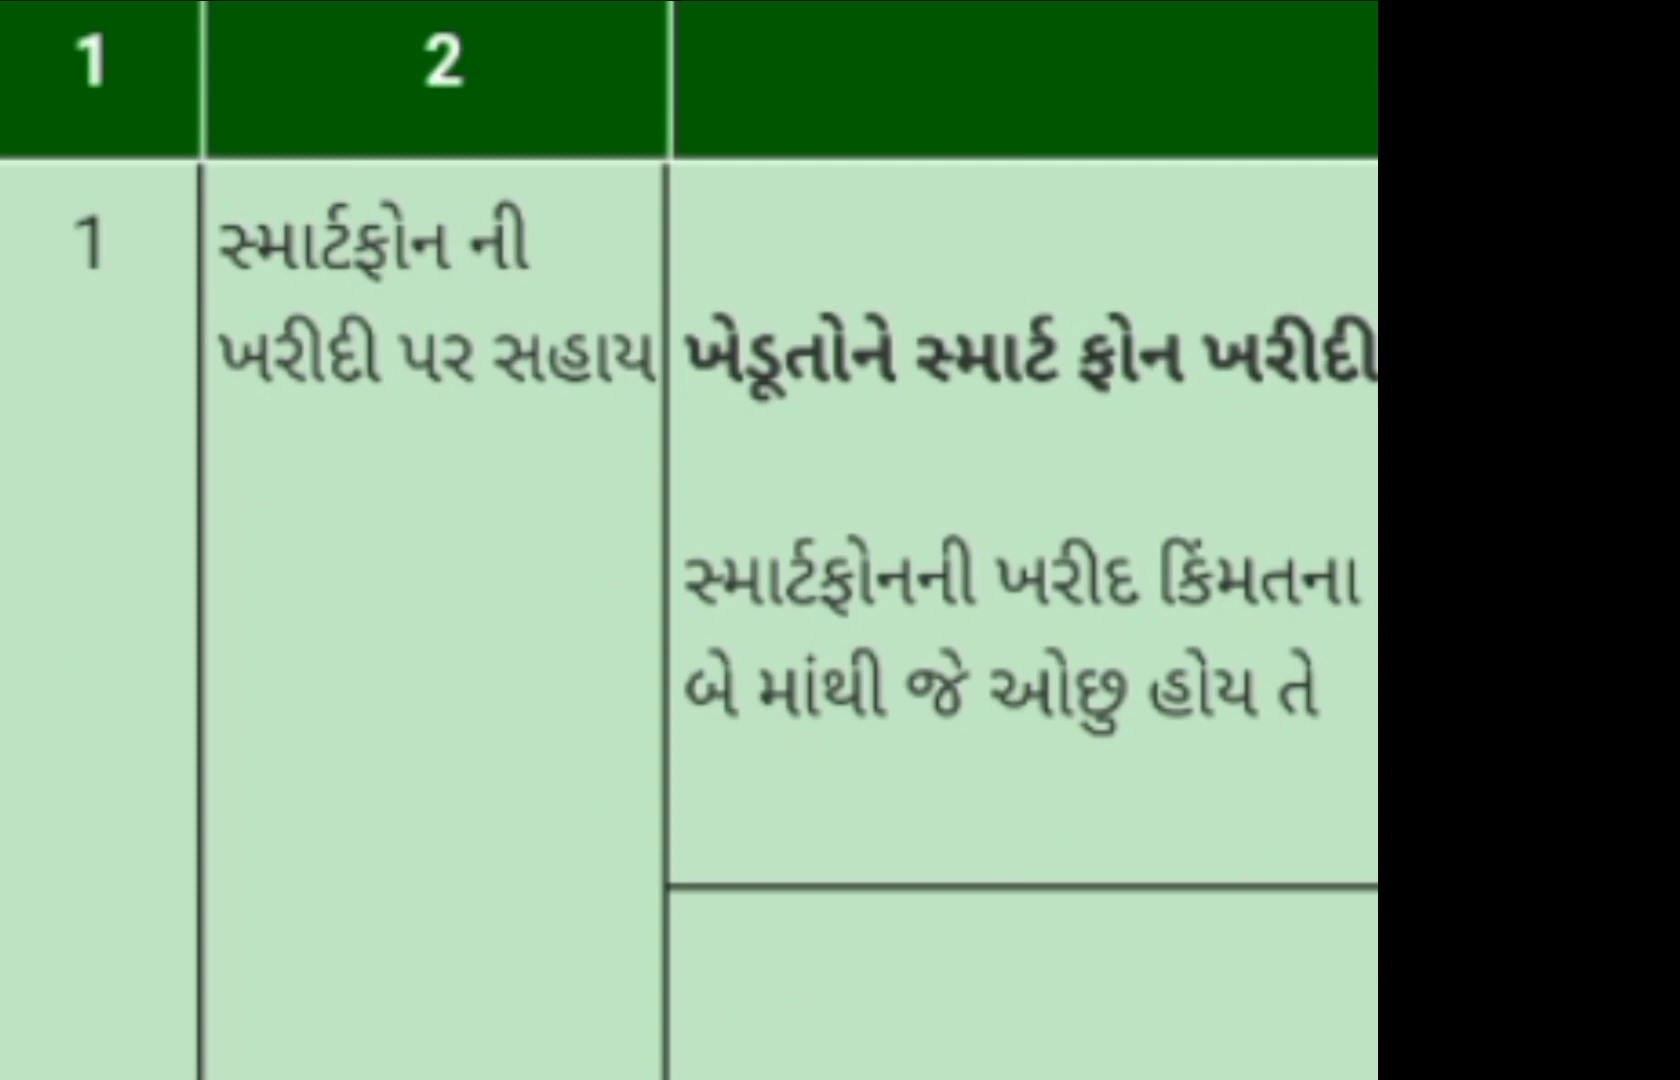 1 2
1 સ્માર્ટફોન ની
ખરીદી પર સહાય
ખેડૂતોને સ્માર્ટ ફોન ખરીદી
સ્માર્ટફોનની ખરીદ કિંમતના
બે માંથી જે ઓછુ હોય તે